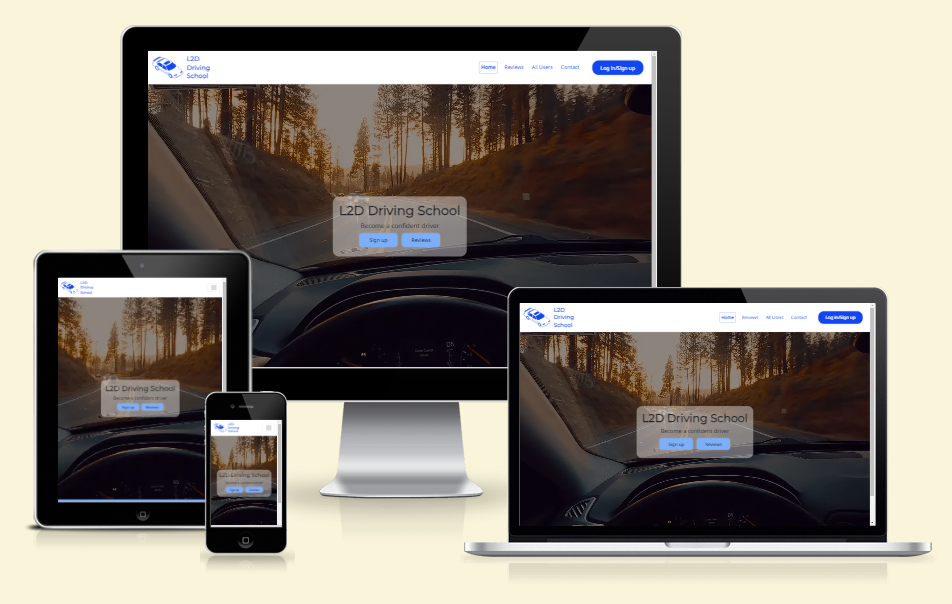 L2D
Driving
School
Home Reviews All Users Contact Log In/Sign up
L2D Driving School
Become a confident driver
Sign up Reviews
L2D
Driving
School
L2D Driving School
Become a confident driver
Sign up Reviews
L2D
Driving
School
L2D Driving School
Sign up Reviews
L2D
Driving
School
Home Reviews All Users Contact Log in/Sign up
L2D Driving School
Become a confident driver
Sign up Reviews